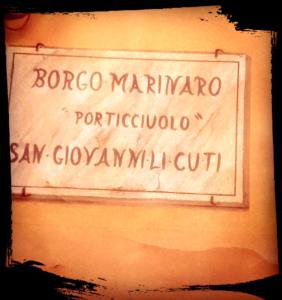 BORGO MARINARO
"PORTICCIUOLO"
SAN·GIOVANNI·LI·CUTI